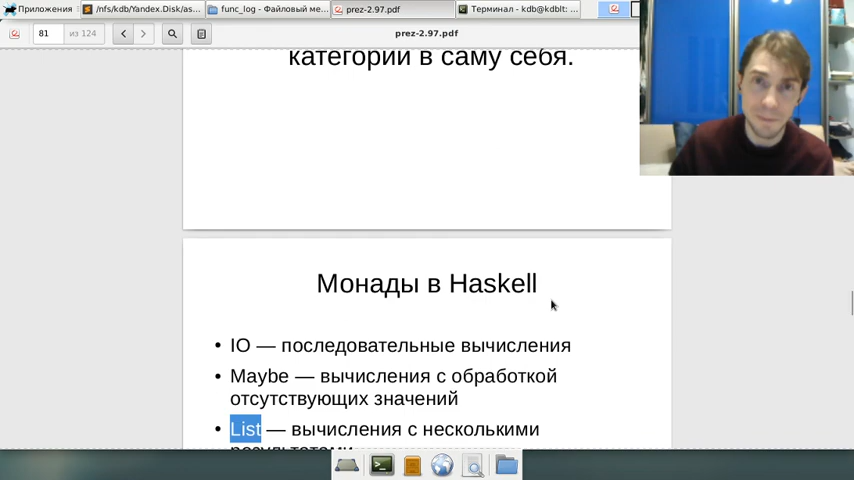 Приложения
/nfs/kdb/Yandex.Disk/as...
func_log - Файловый ме...
prez-2.97.pdf
Терминал - kdb@kdblt: ...
81
из 124
prez-2.97.pdf
категории в саму себя.
Монады в Haskell
• IO — последовательные вычисления
• Maybe — вычисления с обработкой
отсутствующих значений
• List — вычисления с несколькими